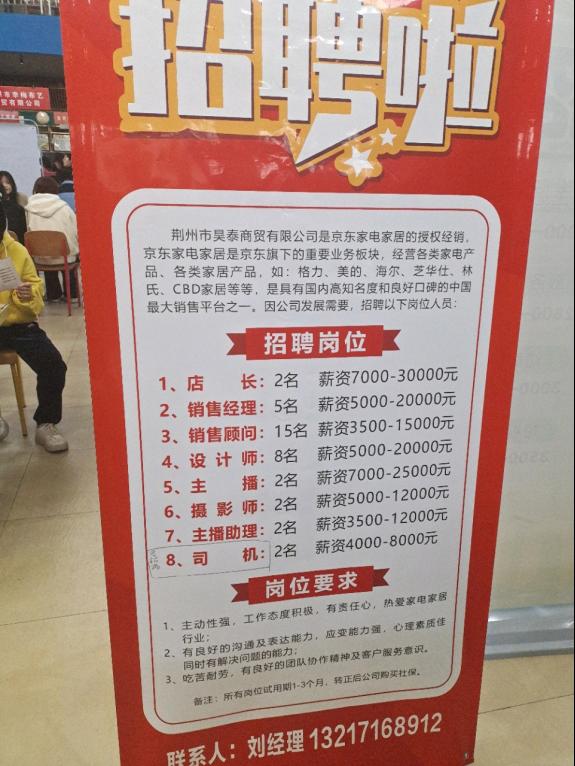 招聘啦
荆州市昊泰商贸有限公司是京东家电家居的授权经销，
京东家电家居是京东旗下的重要业务板块，经营各类家电产
品、各类家居产品，如：格力、美的、海尔、芝华仕、林
氏、CBD家居等等，是具有国内高知名度和良好口碑的中国
最大销售平台之一。因公司发展需要，招聘以下岗位人员：
招聘岗位
1、店 长：2名 薪资7000-30000元
2、销售经理：5名 薪资5000-20000元
3、销售顾问：15名 薪资3500-15000元
4、设 计 师：8名 薪资5000-20000元
5、主 播：2名 薪资7000-25000元
6、摄 影 师：2名 薪资5000-12000元
7、主播助理：2名 薪资3500-12000元
8、司 机：2名 薪资4000-8000元
岗位要求
1、主动性强，工作态度积极，有责任心，热爱家电家居
行业；
2、有良好的沟通及表达能力，应变能力强，心理素质佳
同时有解决问题的能力；
3、吃苦耐劳，有良好的团队协作精神及客户服务意识。
备注：所有岗位试用期1-3个月，转正后公司购买社保。
联系人：刘经理 13217168912